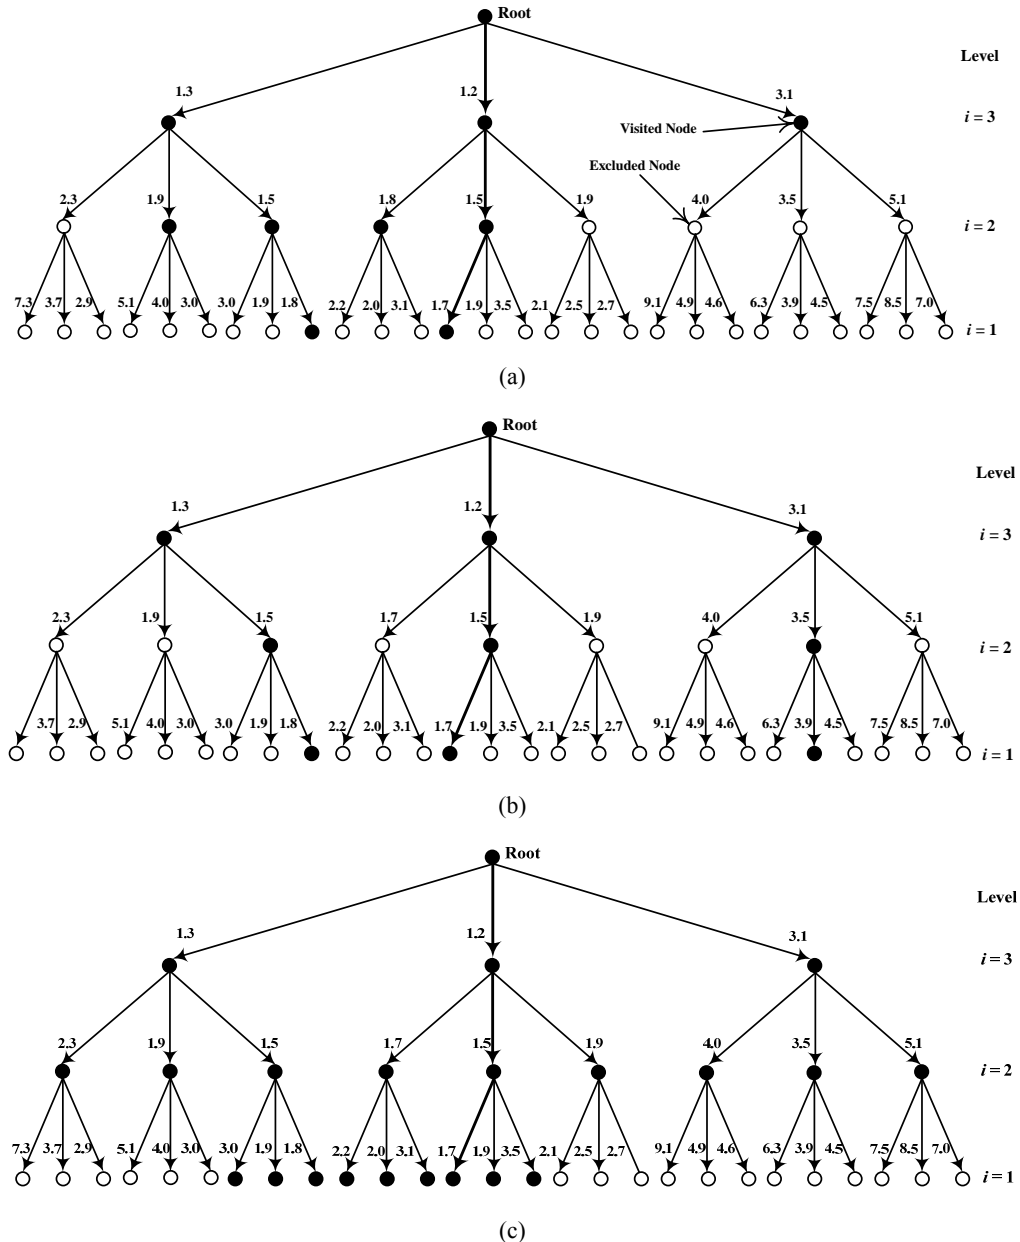 Root
Level
1.3 1.2 3.1
i = 3
Visited Node
Excluded Node
2.3 1.9 1.5 1.8 1.5 1.9 4.0 3.5 5.1
i = 2
7.3 3.7 2.9 5.1 4.0 3.0 3.0 1.9 1.8 2.2 2.0 3.1 1.7 1.9 3.5 2.1 2.5 2.7 9.1 4.9 4.6 6.3 3.9 4.5 7.5 8.5 7.0
i = 1
(a)
Root
Level
1.3 1.2 3.1
i = 3
2.3 1.9 1.5 1.7 1.5 1.9 4.0 3.5 5.1
i = 2
3.7 2.9 5.1 4.0 3.0 3.0 1.9 1.8 2.2 2.0 3.1 1.7 1.9 3.5 2.1 2.5 2.7 9.1 4.9 4.6 6.3 3.9 4.5 7.5 8.5 7.0
i = 1
(b)
Root
Level
1.3 1.2 3.1
i = 3
2.3 1.9 1.5 1.7 1.5 1.9 4.0 3.5 5.1
i = 2
7.3 3.7 2.9 5.1 4.0 3.0 3.0 1.9 1.8 2.2 2.0 3.1 1.7 1.9 3.5 2.1 2.5 2.7 9.1 4.9 4.6 6.3 3.9 4.5 7.5 8.5 7.0
i = 1
(c)